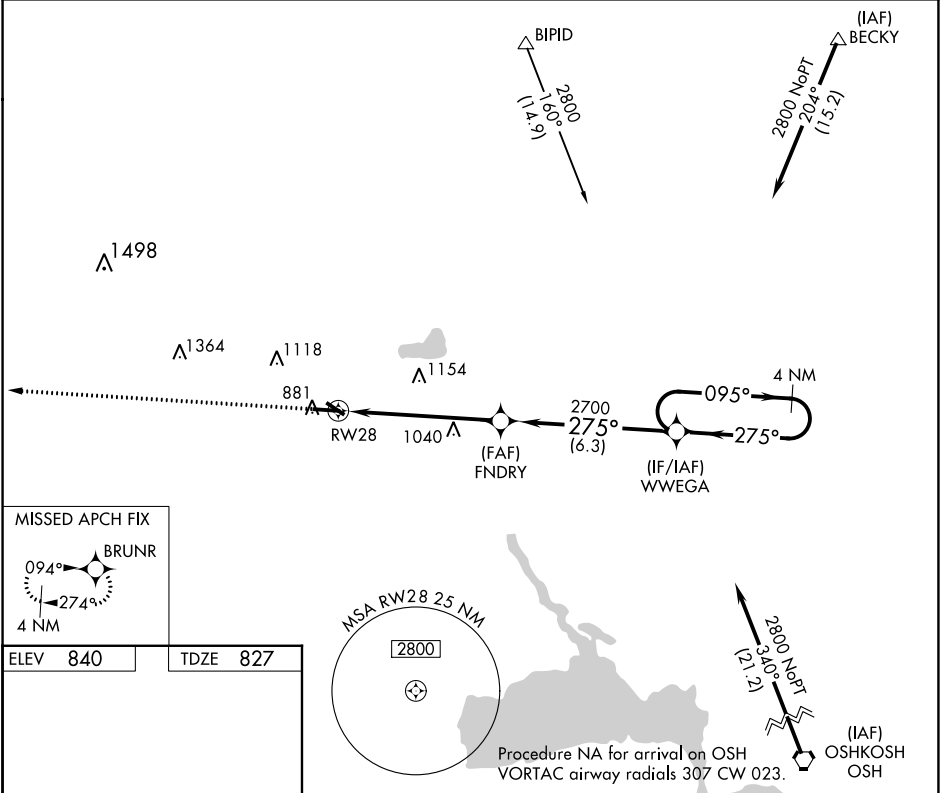 (IAF)
BECKY
BIPID
2800
160°
(14.9)
2800 NoPT
204°
(15.2)
1498
1364
1118
1154
881
RW28
1040
(FAF)
FNDRY
2700
275°
(6.3)
4 NM
095°
275°
(IF/IAF)
WWEGA
MISSED APCH FIX
BRUNR
094°
274°
4 NM
ELEV 840
TDZE 827
MSA RW28 25 NM
2800
2800 NoPT
340°
(21.2)
(IAF)
OSHKOSH
OSH
Procedure NA for arrival on OSH
VORTAC airway radials 307 CW 023.